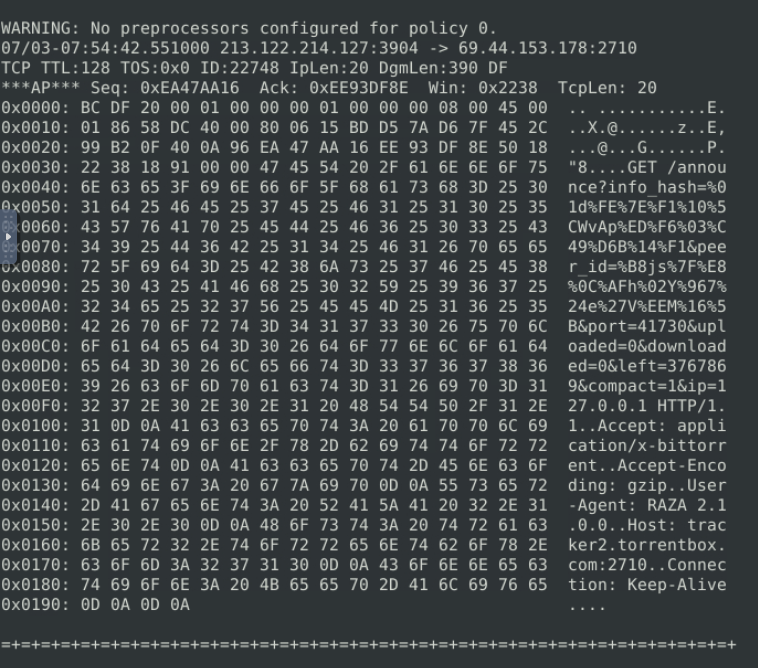 WARNING: No preprocessors configured for policy 0.
07/03-07:54:42.551000 213.122.214.127:3904 -> 69.44.153.178:2710
TCP TTL:128 TOS:0x0 ID:22748 IpLen:20 DgmLen:390 DF
***AP*** Seq: 0xEA47AA16  Ack: 0xEE93DF8E  Win: 0x2238  TcpLen: 20
0x0000: BC DF 20 00 01 00 00 00 01 00 00 00 08 00 45 00  .. ...........E.
0x0010: 01 86 58 DC 40 00 80 06 15 BD D5 7A D6 7F 45 2C  ..X.@......z..E,
0x0020: 99 B2 0F 40 0A 96 EA 47 AA 16 EE 93 DF 8E 50 18  ...@...G......P.
0x0030: 22 38 18 91 00 00 47 45 54 20 2F 61 6E 6E 6F 75  "8....GET /annou
0x0040: 6E 63 65 3F 69 6E 66 6F 5F 68 61 73 68 3D 25 30  nce?info_hash=%0
0x0050: 31 64 25 46 45 25 37 45 25 46 31 25 31 30 25 35  1d%FE%7E%F1%10%5
0x0060: 43 57 76 41 70 25 45 44 25 46 36 25 30 33 25 43  CWvAp%ED%F6%03%C
0x0070: 34 39 25 44 36 42 25 31 34 25 46 31 26 70 65 65  49%D6B%14%F1&pee
0x0080: 72 5F 69 64 3D 25 42 38 6A 73 25 37 46 25 45 38  r_id=%B8js%7F%E8
0x0090: 25 30 43 25 41 46 68 25 30 32 59 25 39 36 37 25  %0C%AFh%02Y%967%
0x00A0: 32 34 65 25 32 37 56 25 45 45 4D 25 31 36 25 35  24e%27V%EEM%16%5
0x00B0: 42 26 70 6F 72 74 3D 34 31 37 33 30 26 75 70 6C  B&port=41730&upl
0x00C0: 6F 61 64 65 64 3D 30 26 64 6F 77 6E 6C 6F 61 64  oaded=0&download
0x00D0: 65 64 3D 30 26 6C 65 66 74 3D 33 37 36 37 38 36  ed=0&left=376786
0x00E0: 39 26 63 6F 6D 70 61 63 74 3D 31 26 69 70 3D 31  9&compact=1&ip=1
0x00F0: 32 37 2E 30 2E 30 2E 31 20 48 54 54 50 2F 31 2E  27.0.0.1 HTTP/1.
0x0100: 31 0D 0A 41 63 63 65 70 74 3A 20 61 70 70 6C 69  1..Accept: appli
0x0110: 63 61 74 69 6F 6E 2F 78 2D 62 69 74 74 6F 72 72  cation/x-bittorr
0x0120: 65 6E 74 0D 0A 41 63 63 65 70 74 2D 45 6E 63 6F  ent..Accept-Enco
0x0130: 64 69 6E 67 3A 20 67 7A 69 70 0D 0A 55 73 65 72  ding: gzip..User
0x0140: 2D 41 67 65 6E 74 3A 20 52 41 5A 41 20 32 2E 31  -Agent: RAZA 2.1
0x0150: 2E 30 2E 30 0D 0A 48 6F 73 74 3A 20 74 72 61 63  .0.0..Host: trac
0x0160: 6B 65 72 32 2E 74 6F 72 72 65 6E 74 62 6F 78 2E  ker2.torrentbox.
0x0170: 63 6F 6D 3A 32 37 31 30 0D 0A 43 6F 6E 6E 65 63  com:2710..Connec
0x0180: 74 69 6F 6E 3A 20 4B 65 65 70 2D 41 6C 69 76 65  tion: Keep-Alive
0x0190: 0D 0A 0D 0A  ....
=+=+=+=+=+=+=+=+=+=+=+=+=+=+=+=+=+=+=+=+=+=+=+=+=+=+=+=+=+=+=+=+=+=+=+=+=+